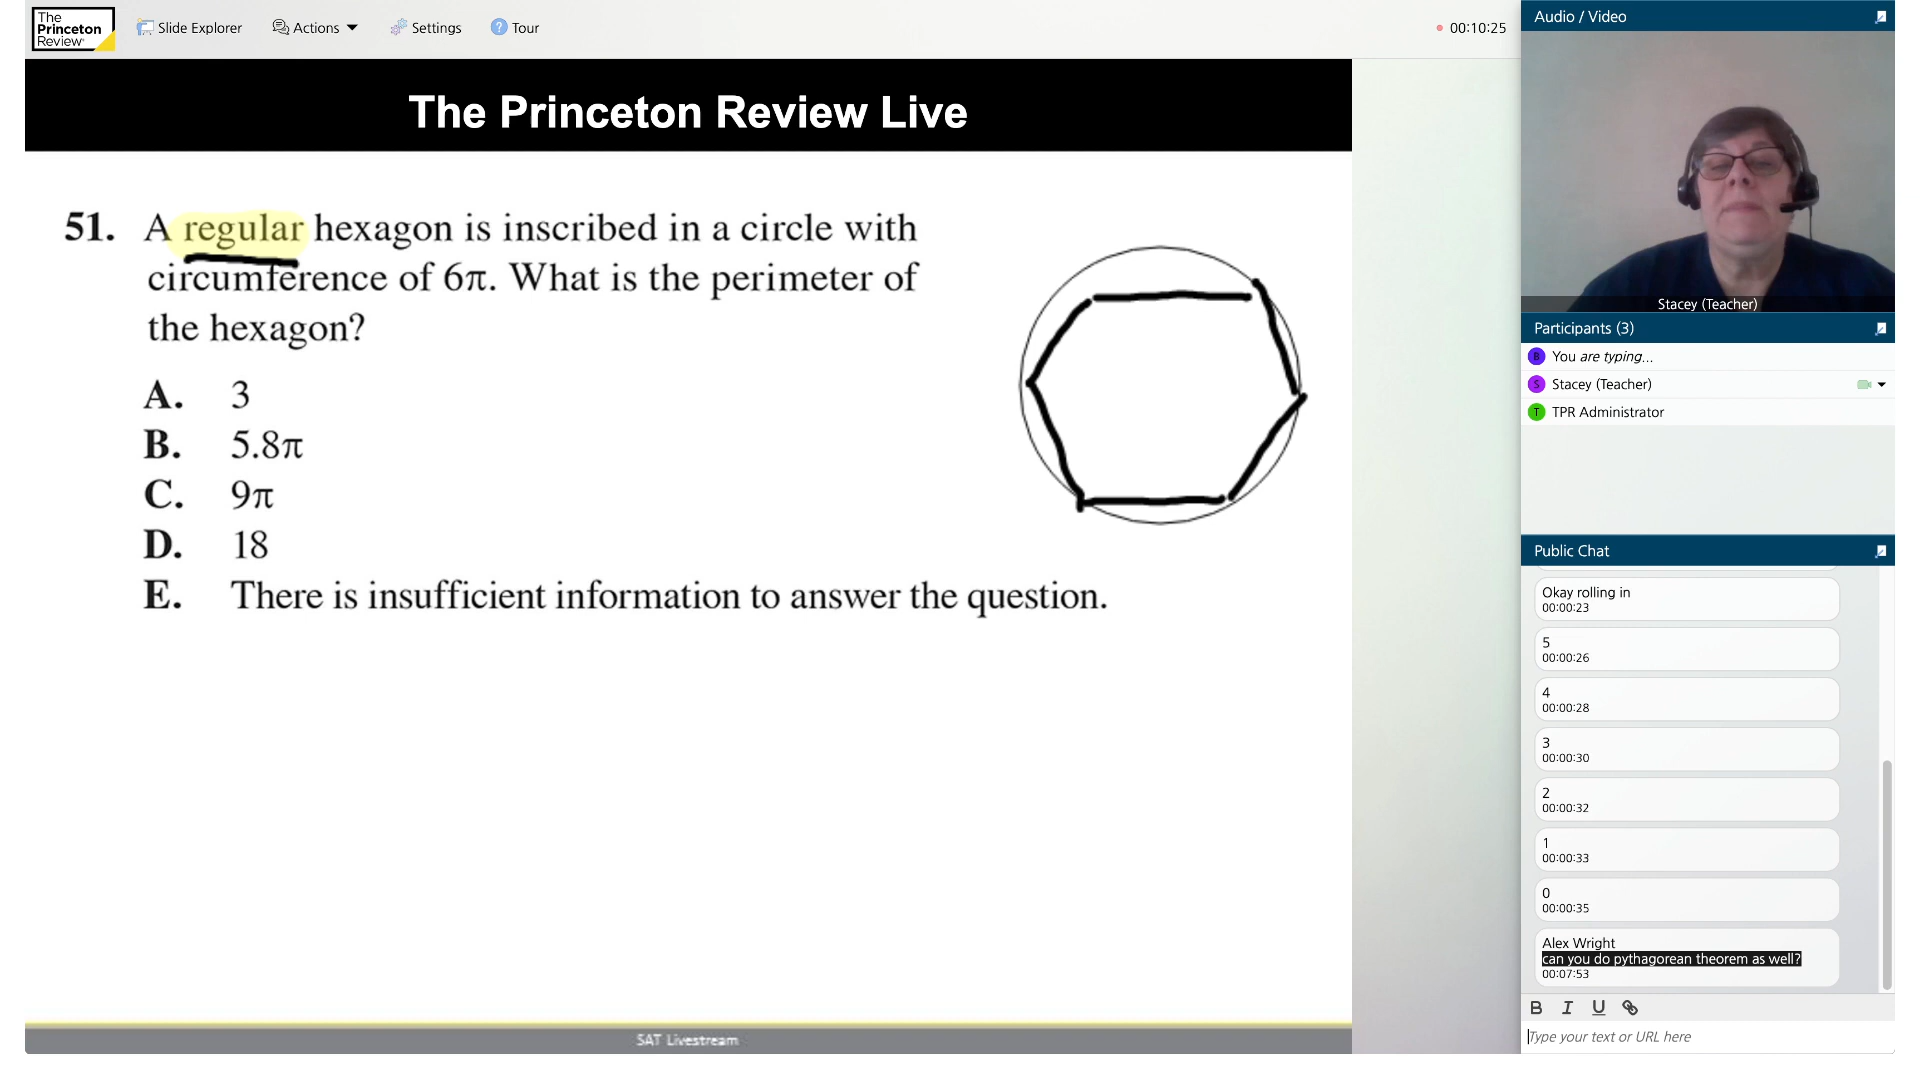 The
Princeton
Review
Slide Explorer
Actions
Settings
Tour
00:10:25
The Princeton Review Live
51. A regular hexagon is inscribed in a circle with
circumference of 6π. What is the perimeter of
the hexagon?
A. 3
B. 5.8π
C. 9π
D. 18
E. There is insufficient information to answer the question.
SAT Livestream
Audio / Video
Stacey (Teacher)
Participants (3)
B You are typing...
S Stacey (Teacher)
T TPR Administrator
Public Chat
Okay rolling in
00:00:23
5
00:00:26
4
00:00:28
3
00:00:30
2
00:00:32
1
00:00:33
0
00:00:35
Alex Wright
can you do pythagorean theorem as well?
00:07:53
B I U
Type your text or URL here